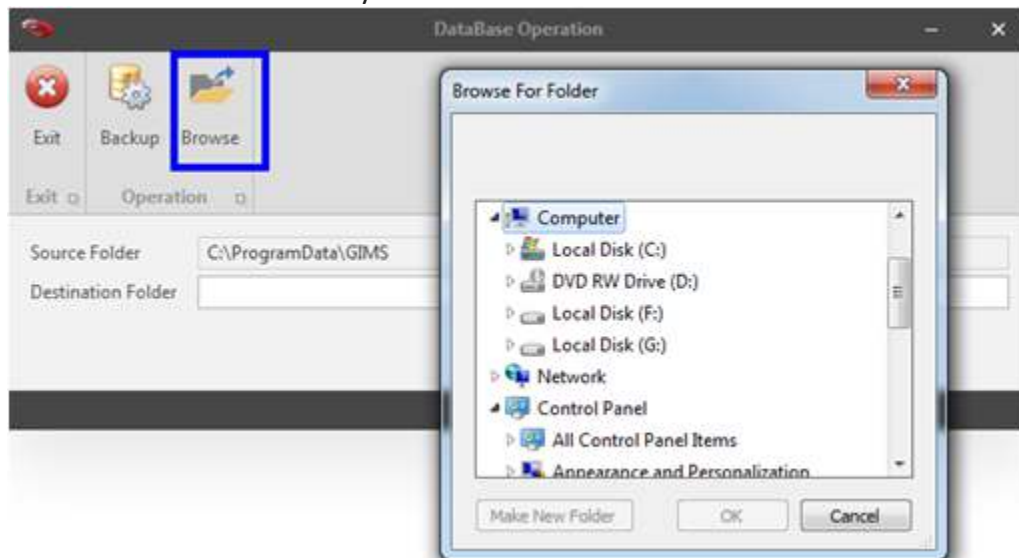 DataBase Operation
Exit
Backup
Browse
Exit
Operation
Source Folder
C:\ProgramData\GIMS
Destination Folder
Browse For Folder
Computer
Local Disk (C:)
DVD RW Drive (D:)
Local Disk (F:)
Local Disk (G:)
Network
Control Panel
All Control Panel Items
Appearance and Personalization
Make New Folder
OK
Cancel